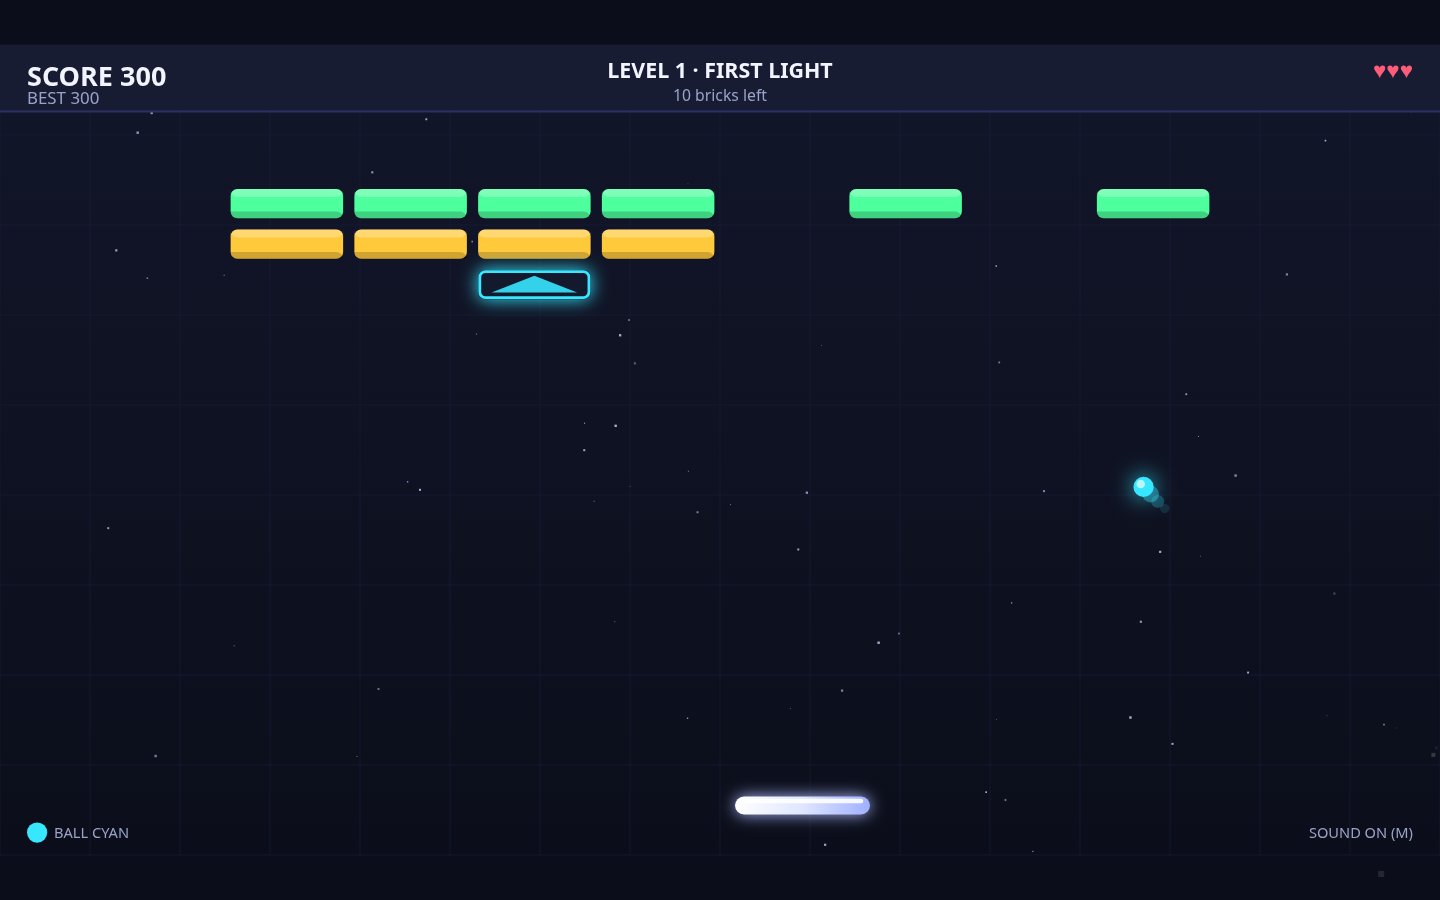 SCORE 300
BEST 300
LEVEL 1 · FIRST LIGHT
10 bricks left
♥♥♥
BALL CYAN
SOUND ON (M)